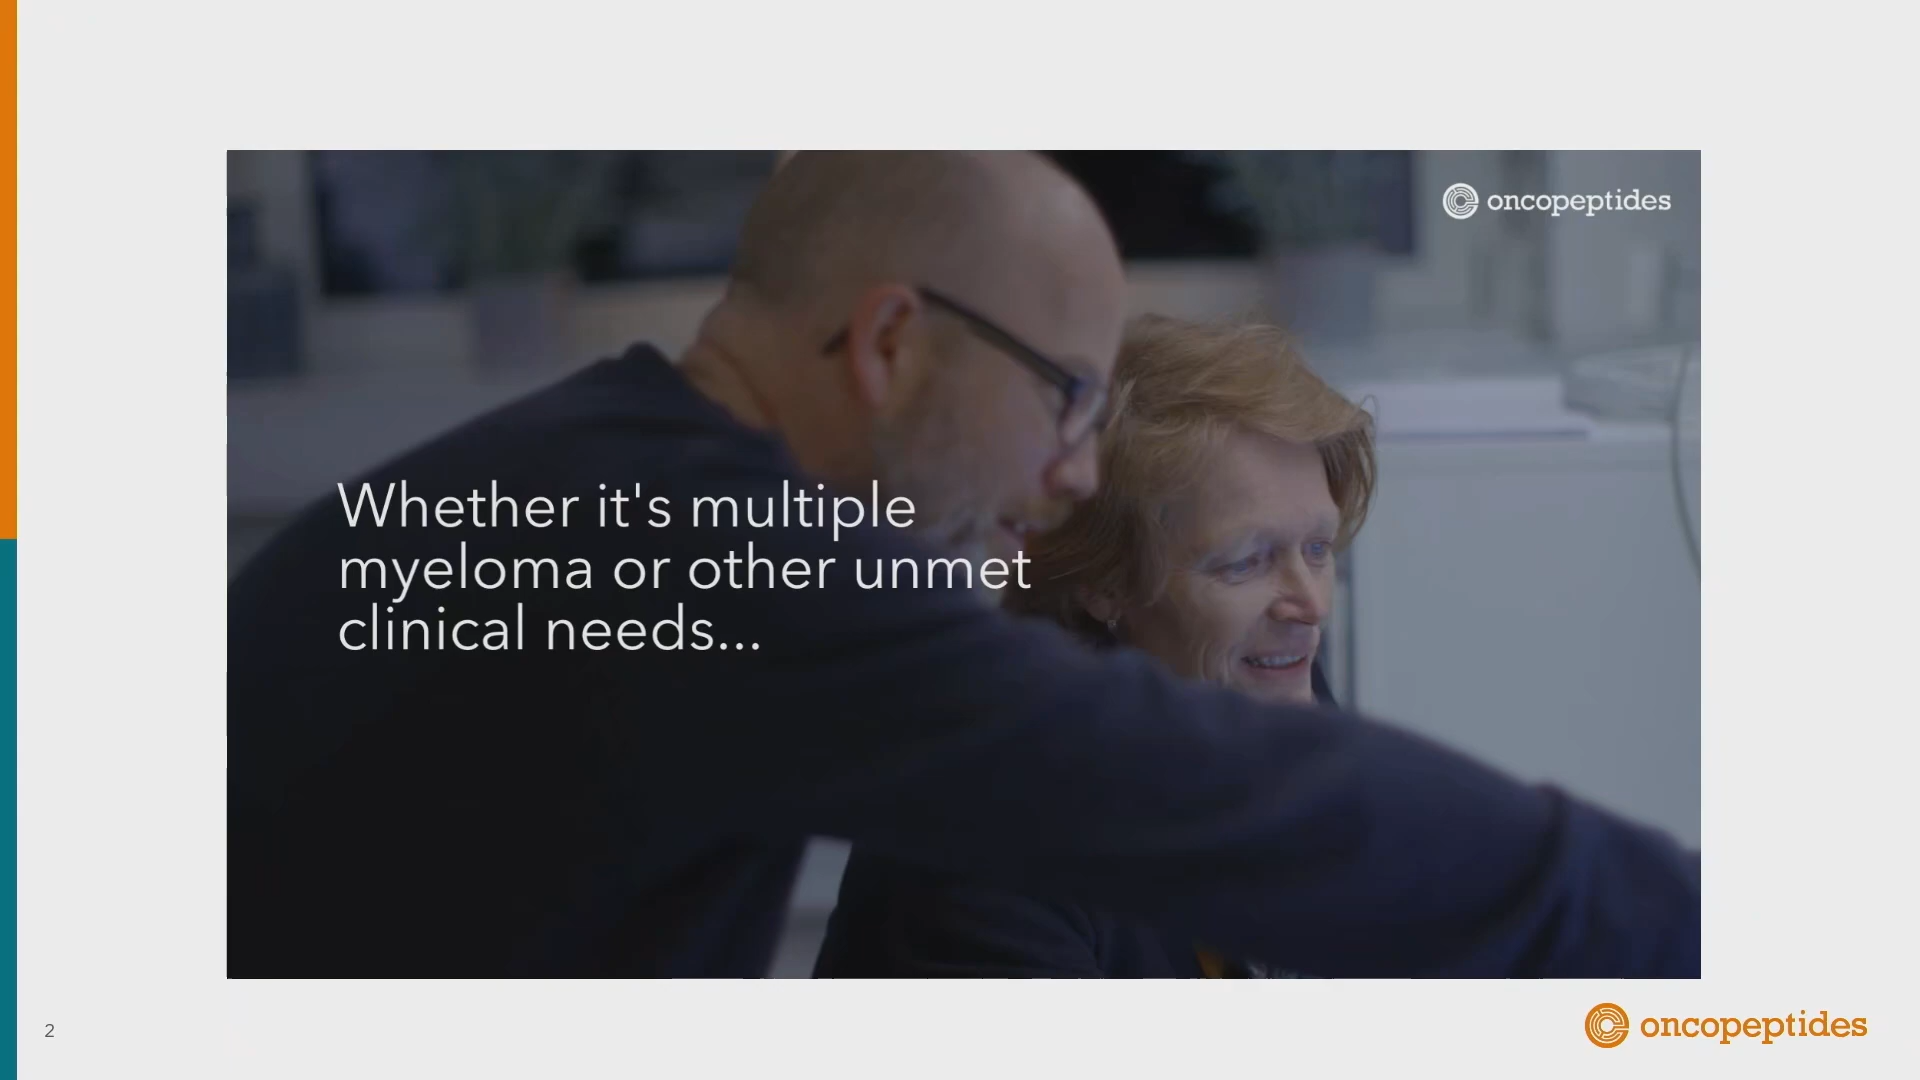 oncopeptides
Whether it's multiple
myeloma or other unmet
clinical needs...
2
oncopeptides